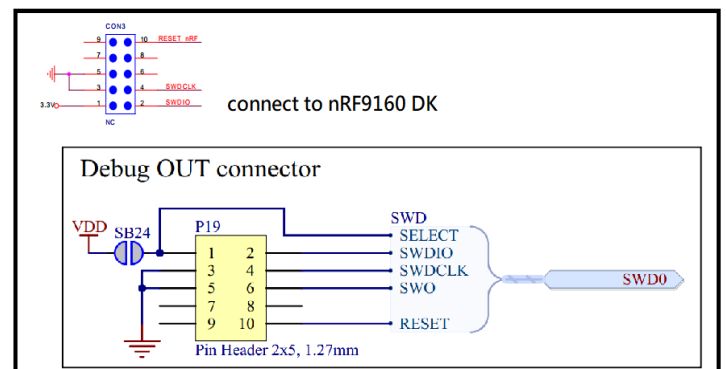 CON3
9 10 RESET_nRF
7 8
5 6
3 4 SWDCLK
3.3V 1 2 SWDIO
NC
connect to nRF9160 DK
Debug OUT connector
VDD SB24 P19 SWD
SELECT
1 2 SWDIO
3 4 SWDCLK
5 6 SWO
SWD0
7 8
9 10 RESET
Pin Header 2x5, 1.27mm